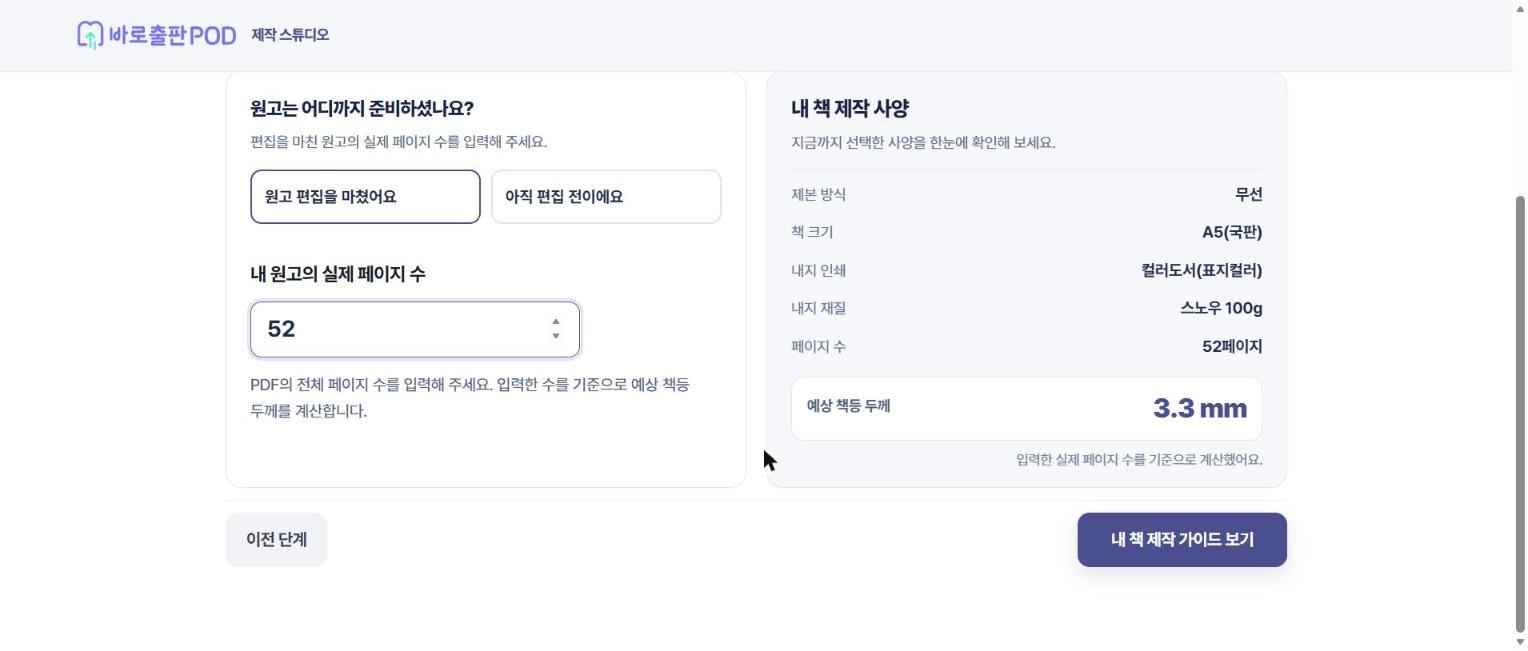 바로출판 POD 제작 스튜디오
원고는 어디까지 준비하셨나요?
편집을 마친 원고의 실제 페이지 수를 입력해 주세요.
원고 편집을 마쳤어요
아직 편집 전이에요
내 원고의 실제 페이지 수
52
PDF의 전체 페이지 수를 입력해 주세요. 입력한 수를 기준으로 예상 책등
두께를 계산합니다.
내 책 제작 사양
지금까지 선택한 사양을 한눈에 확인해 보세요.
제본 방식 무선
책 크기 A5(국판)
내지 인쇄 컬러도서(표지컬러)
내지 재질 스노우 100g
페이지 수 52페이지
예상 책등 두께 3.3 mm
입력한 실제 페이지 수를 기준으로 계산했어요.
이전 단계
내 책 제작 가이드 보기